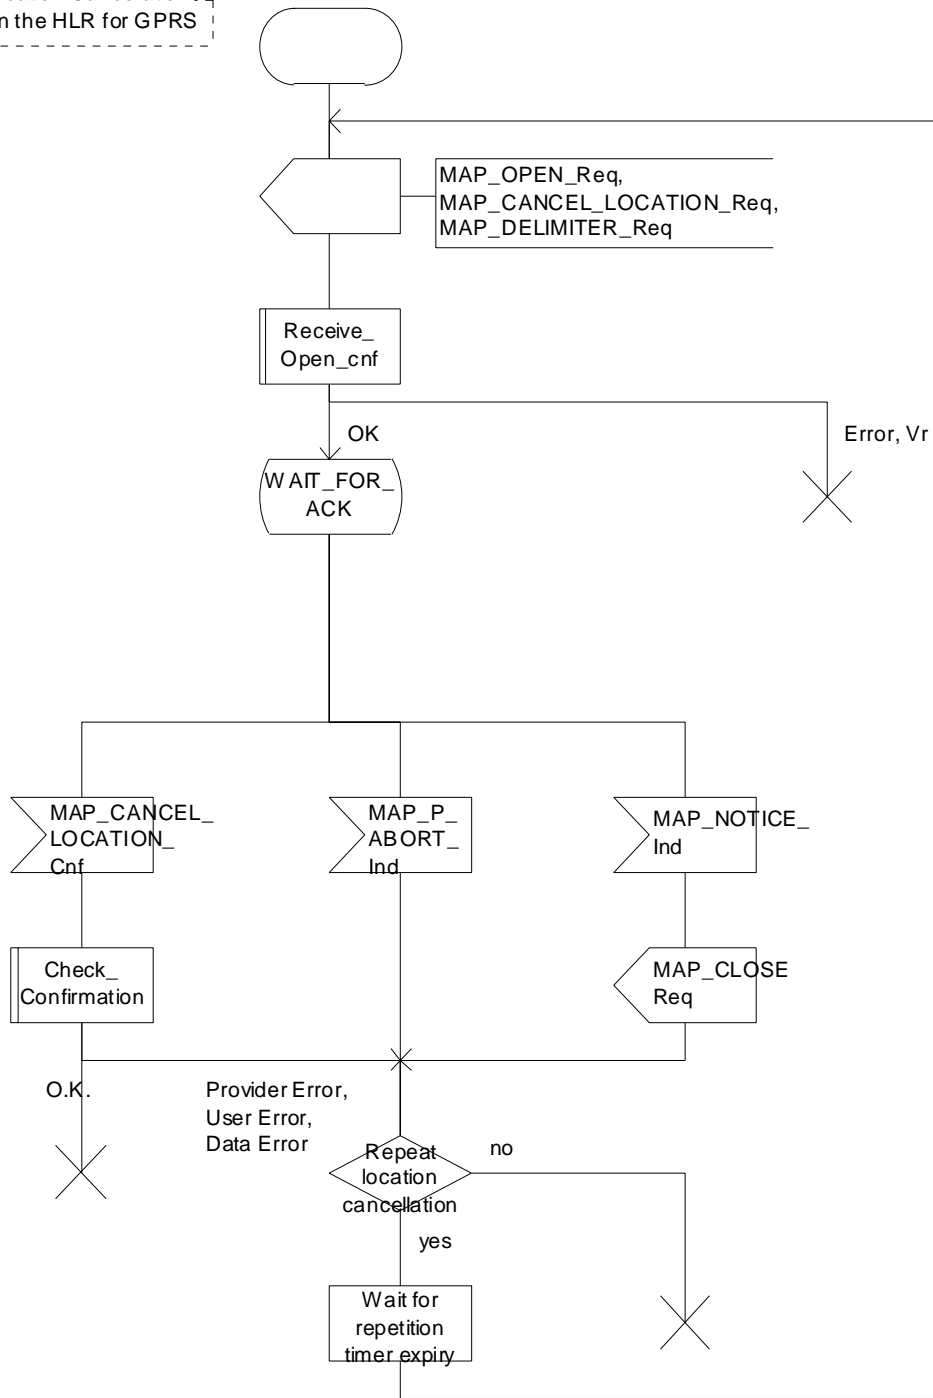 n the HLR for GPRS
MAP_OPEN_Req,
MAP_CANCEL_LOCATION_Req,
MAP_DELIMITER_Req
Receive_
Open_cnf
OK
Error, Vr
WAIT_FOR_
ACK
MAP_CANCEL_
LOCATION_
Cnf
MAP_P_
ABORT_
Ind
MAP_NOTICE_
Ind
Check_
Confirmation
MAP_CLOSE
Req
O.K.
Provider Error,
User Error,
Data Error
Repeat
location
cancellation
no
yes
Wait for
repetition
timer expiry